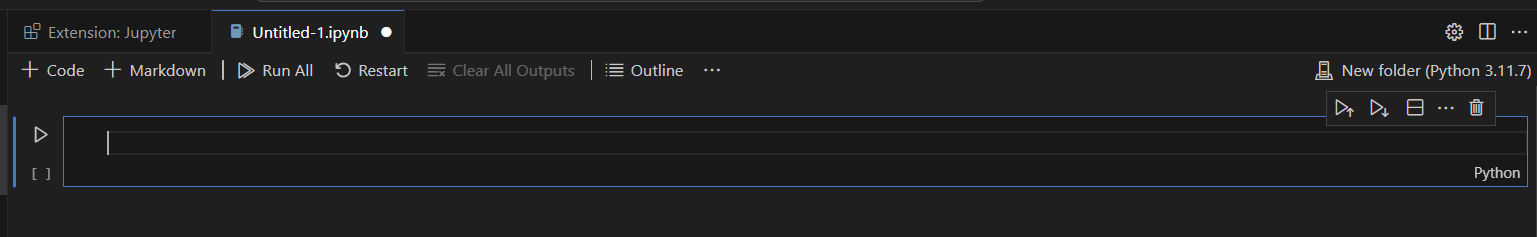 Extension: Jupyter Untitled-1.ipynb
Code Markdown Run All Restart Clear All Outputs Outline ... New folder (Python 3.11.7)
[ ]
Python